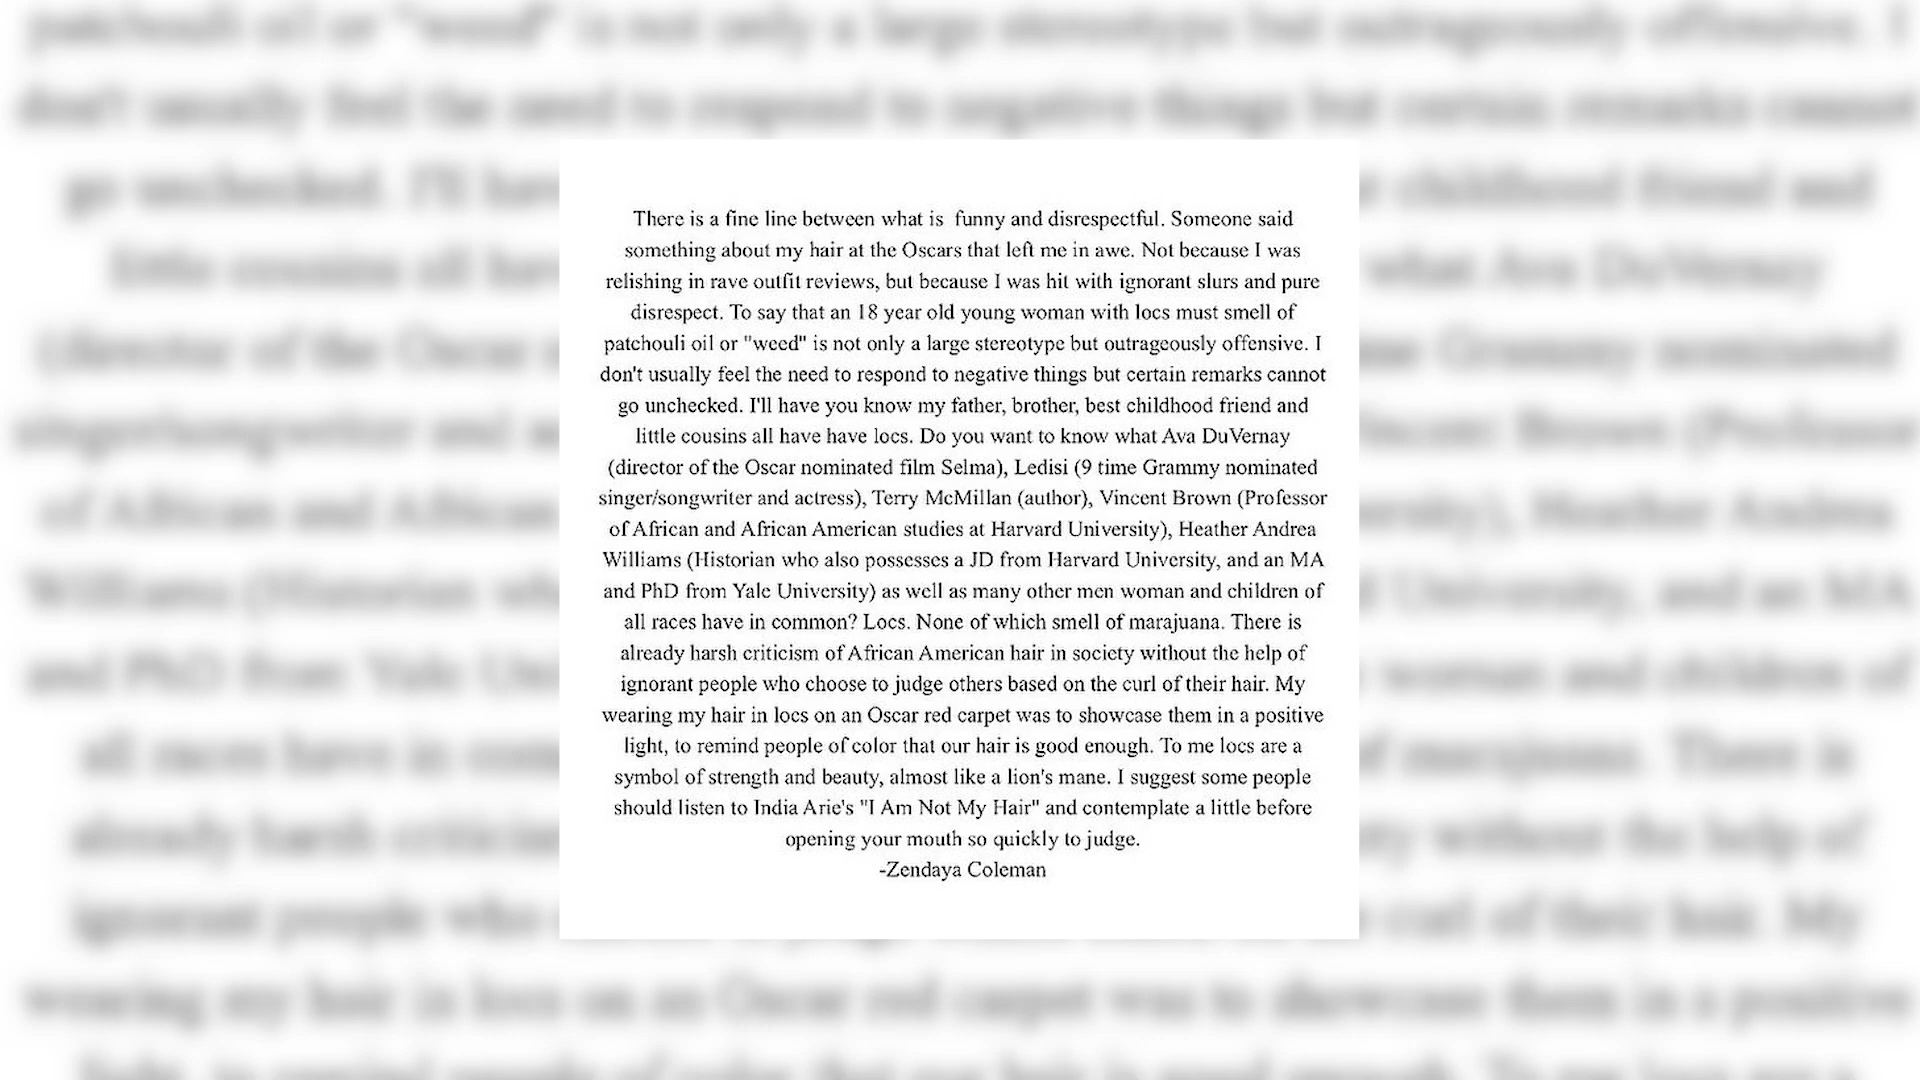 There is a fine line between what is  funny and disrespectful. Someone said
something about my hair at the Oscars that left me in awe. Not because I was
relishing in rave outfit reviews, but because I was hit with ignorant slurs and pure
disrespect. To say that an 18 year old young woman with locs must smell of
patchouli oil or "weed" is not only a large stereotype but outrageously offensive. I
don't usually feel the need to respond to negative things but certain remarks cannot
go unchecked. I'll have you know my father, brother, best childhood friend and
little cousins all have have locs. Do you want to know what Ava DuVernay
(director of the Oscar nominated film Selma), Ledisi (9 time Grammy nominated
singer/songwriter and actress), Terry McMillan (author), Vincent Brown (Professor
of African and African American studies at Harvard University), Heather Andrea
Williams (Historian who also possesses a JD from Harvard University, and an MA
and PhD from Yale University) as well as many other men woman and children of
all races have in common? Locs. None of which smell of marajuana. There is
already harsh criticism of African American hair in society without the help of
ignorant people who choose to judge others based on the curl of their hair. My
wearing my hair in locs on an Oscar red carpet was to showcase them in a positive
light, to remind people of color that our hair is good enough. To me locs are a
symbol of strength and beauty, almost like a lion's mane. I suggest some people
should listen to India Arie's "I Am Not My Hair" and contemplate a little before
opening your mouth so quickly to judge.
-Zendaya Coleman